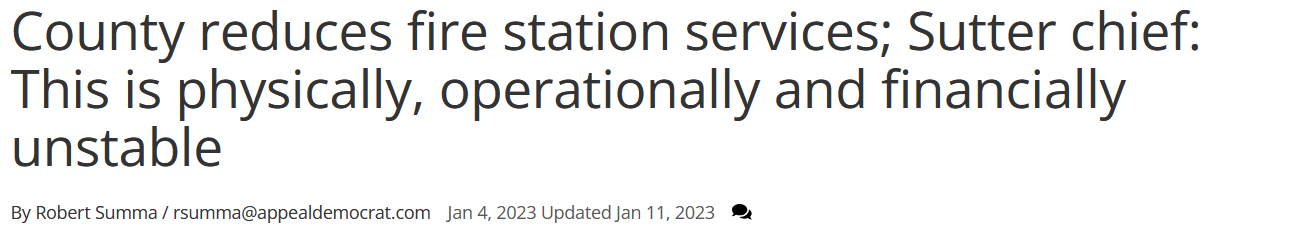 County reduces fire station services; Sutter chief:
This is physically, operationally and financially
unstable
By Robert Summa / rsumma@appealdemocrat.com Jan 4, 2023 Updated Jan 11, 2023